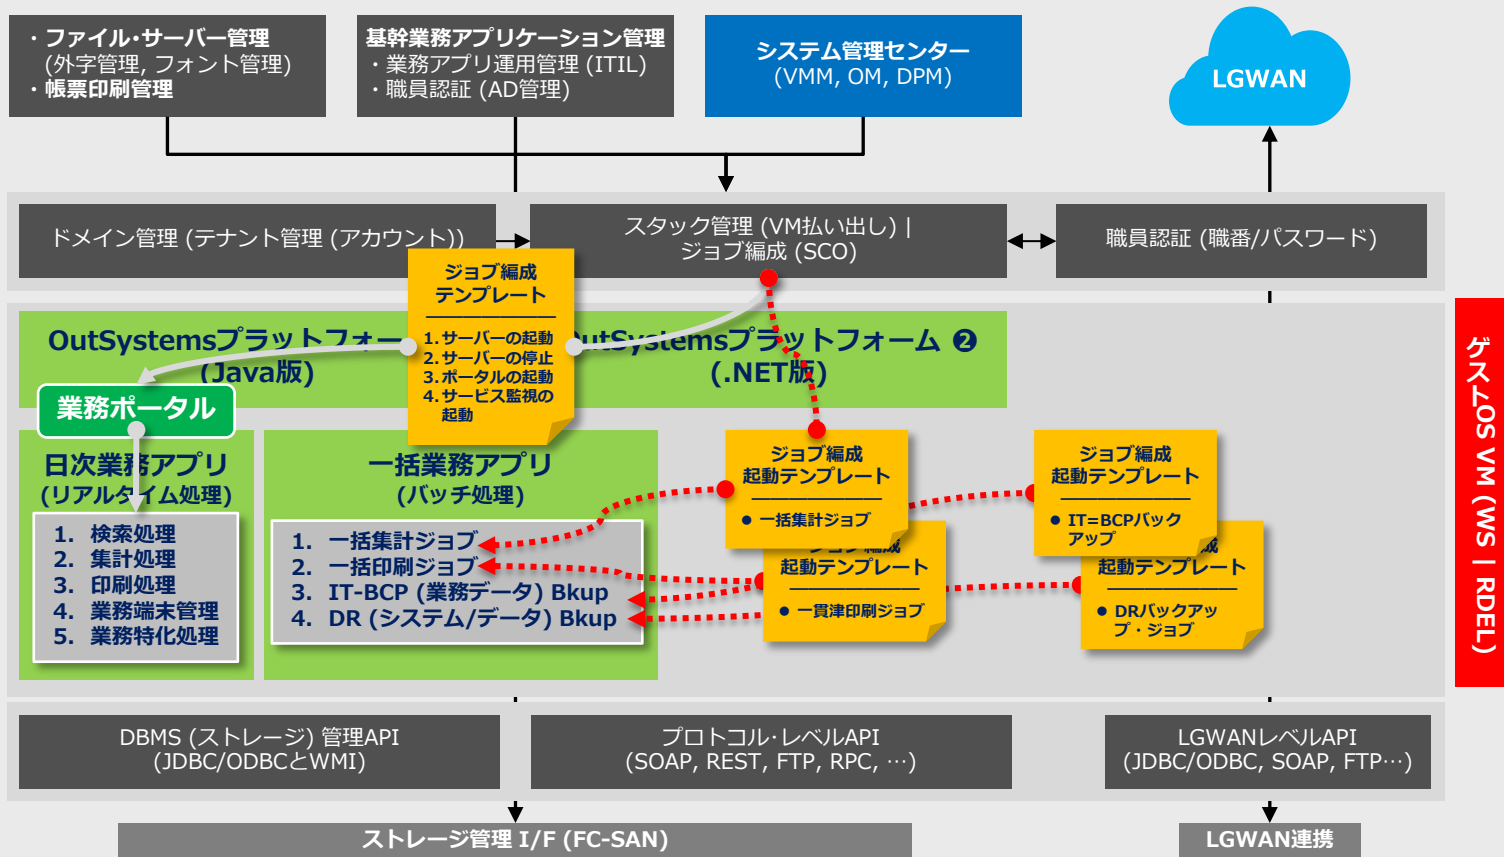 ・ファイル･サーバー管理
(外字管理, フォント管理)
・帳票印刷管理
基幹業務アプリケーション管理
・業務アプリ運用管理 (ITIL)
・職員認証 (AD管理)
システム管理センター
(VMM, OM, DPM)
LGWAN
ドメイン管理 (テナント管理 (アカウント))
スタック管理 (VM払い出し) |
ジョブ編成 (SCO)
職員認証 (職番/パスワード)
ジョブ編成
テンプレート
1. サーバーの起動
2. サーバーの停止
3. ポータルの起動
4. サービス監視の
起動
OutSystemsプラットフォー
(Java版)
OutSystemsプラットフォーム ❷
(.NET版)
業務ポータル
日次業務アプリ
(リアルタイム処理)
1. 検索処理
2. 集計処理
3. 印刷処理
4. 業務端末管理
5. 業務特化処理
一括業務アプリ
(バッチ処理)
1. 一括集計ジョブ
2. 一括印刷ジョブ
3. IT-BCP (業務データ) Bkup
4. DR (システム/データ) Bkup
ジョブ編成
起動テンプレート
● 一括集計ジョブ
ジョブ編成
起動テンプレート
● 一貫津印刷ジョブ
ジョブ編成
起動テンプレート
● IT=BCPバック
アップ
成
起動テンプレート
● DRバックアッ
プ・ジョブ
ゲストOS VM (WS | RDEL)
DBMS (ストレージ) 管理API
(JDBC/ODBCとWMI)
プロトコル･レベルAPI
(SOAP, REST, FTP, RPC, …)
LGWANレベルAPI
(JDBC/ODBC, SOAP, FTP…)
ストレージ管理 I/F (FC-SAN)
LGWAN連携